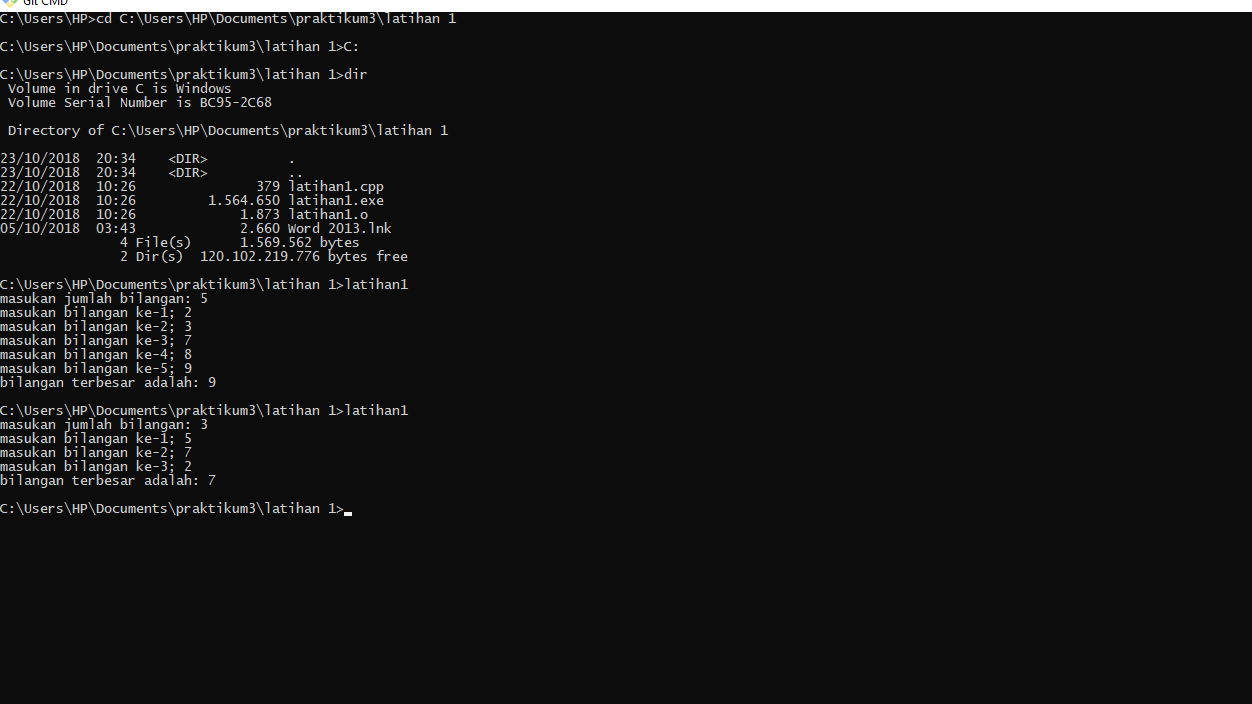 Git CMD
C:\Users\HP>cd C:\Users\HP\Documents\praktikum3\latihan 1
C:\Users\HP\Documents\praktikum3\latihan 1>C:
C:\Users\HP\Documents\praktikum3\latihan 1>dir
Volume in drive C is Windows
Volume Serial Number is BC95-2C68
Directory of C:\Users\HP\Documents\praktikum3\latihan 1
23/10/2018  20:34    <DIR>          .
23/10/2018  20:34    <DIR>          ..
22/10/2018  10:26               379 latihan1.cpp
22/10/2018  10:26         1.564.650 latihan1.exe
22/10/2018  10:26             1.873 latihan1.o
05/10/2018  03:43             2.660 Word 2013.lnk
4 File(s)      1.569.562 bytes
2 Dir(s)  120.102.219.776 bytes free
C:\Users\HP\Documents\praktikum3\latihan 1>latihan1
masukan jumlah bilangan: 5
masukan bilangan ke-1; 2
masukan bilangan ke-2; 3
masukan bilangan ke-3; 7
masukan bilangan ke-4; 8
masukan bilangan ke-5; 9
bilangan terbesar adalah: 9
C:\Users\HP\Documents\praktikum3\latihan 1>latihan1
masukan jumlah bilangan: 3
masukan bilangan ke-1; 5
masukan bilangan ke-2; 7
masukan bilangan ke-3; 2
bilangan terbesar adalah: 7
C:\Users\HP\Documents\praktikum3\latihan 1>